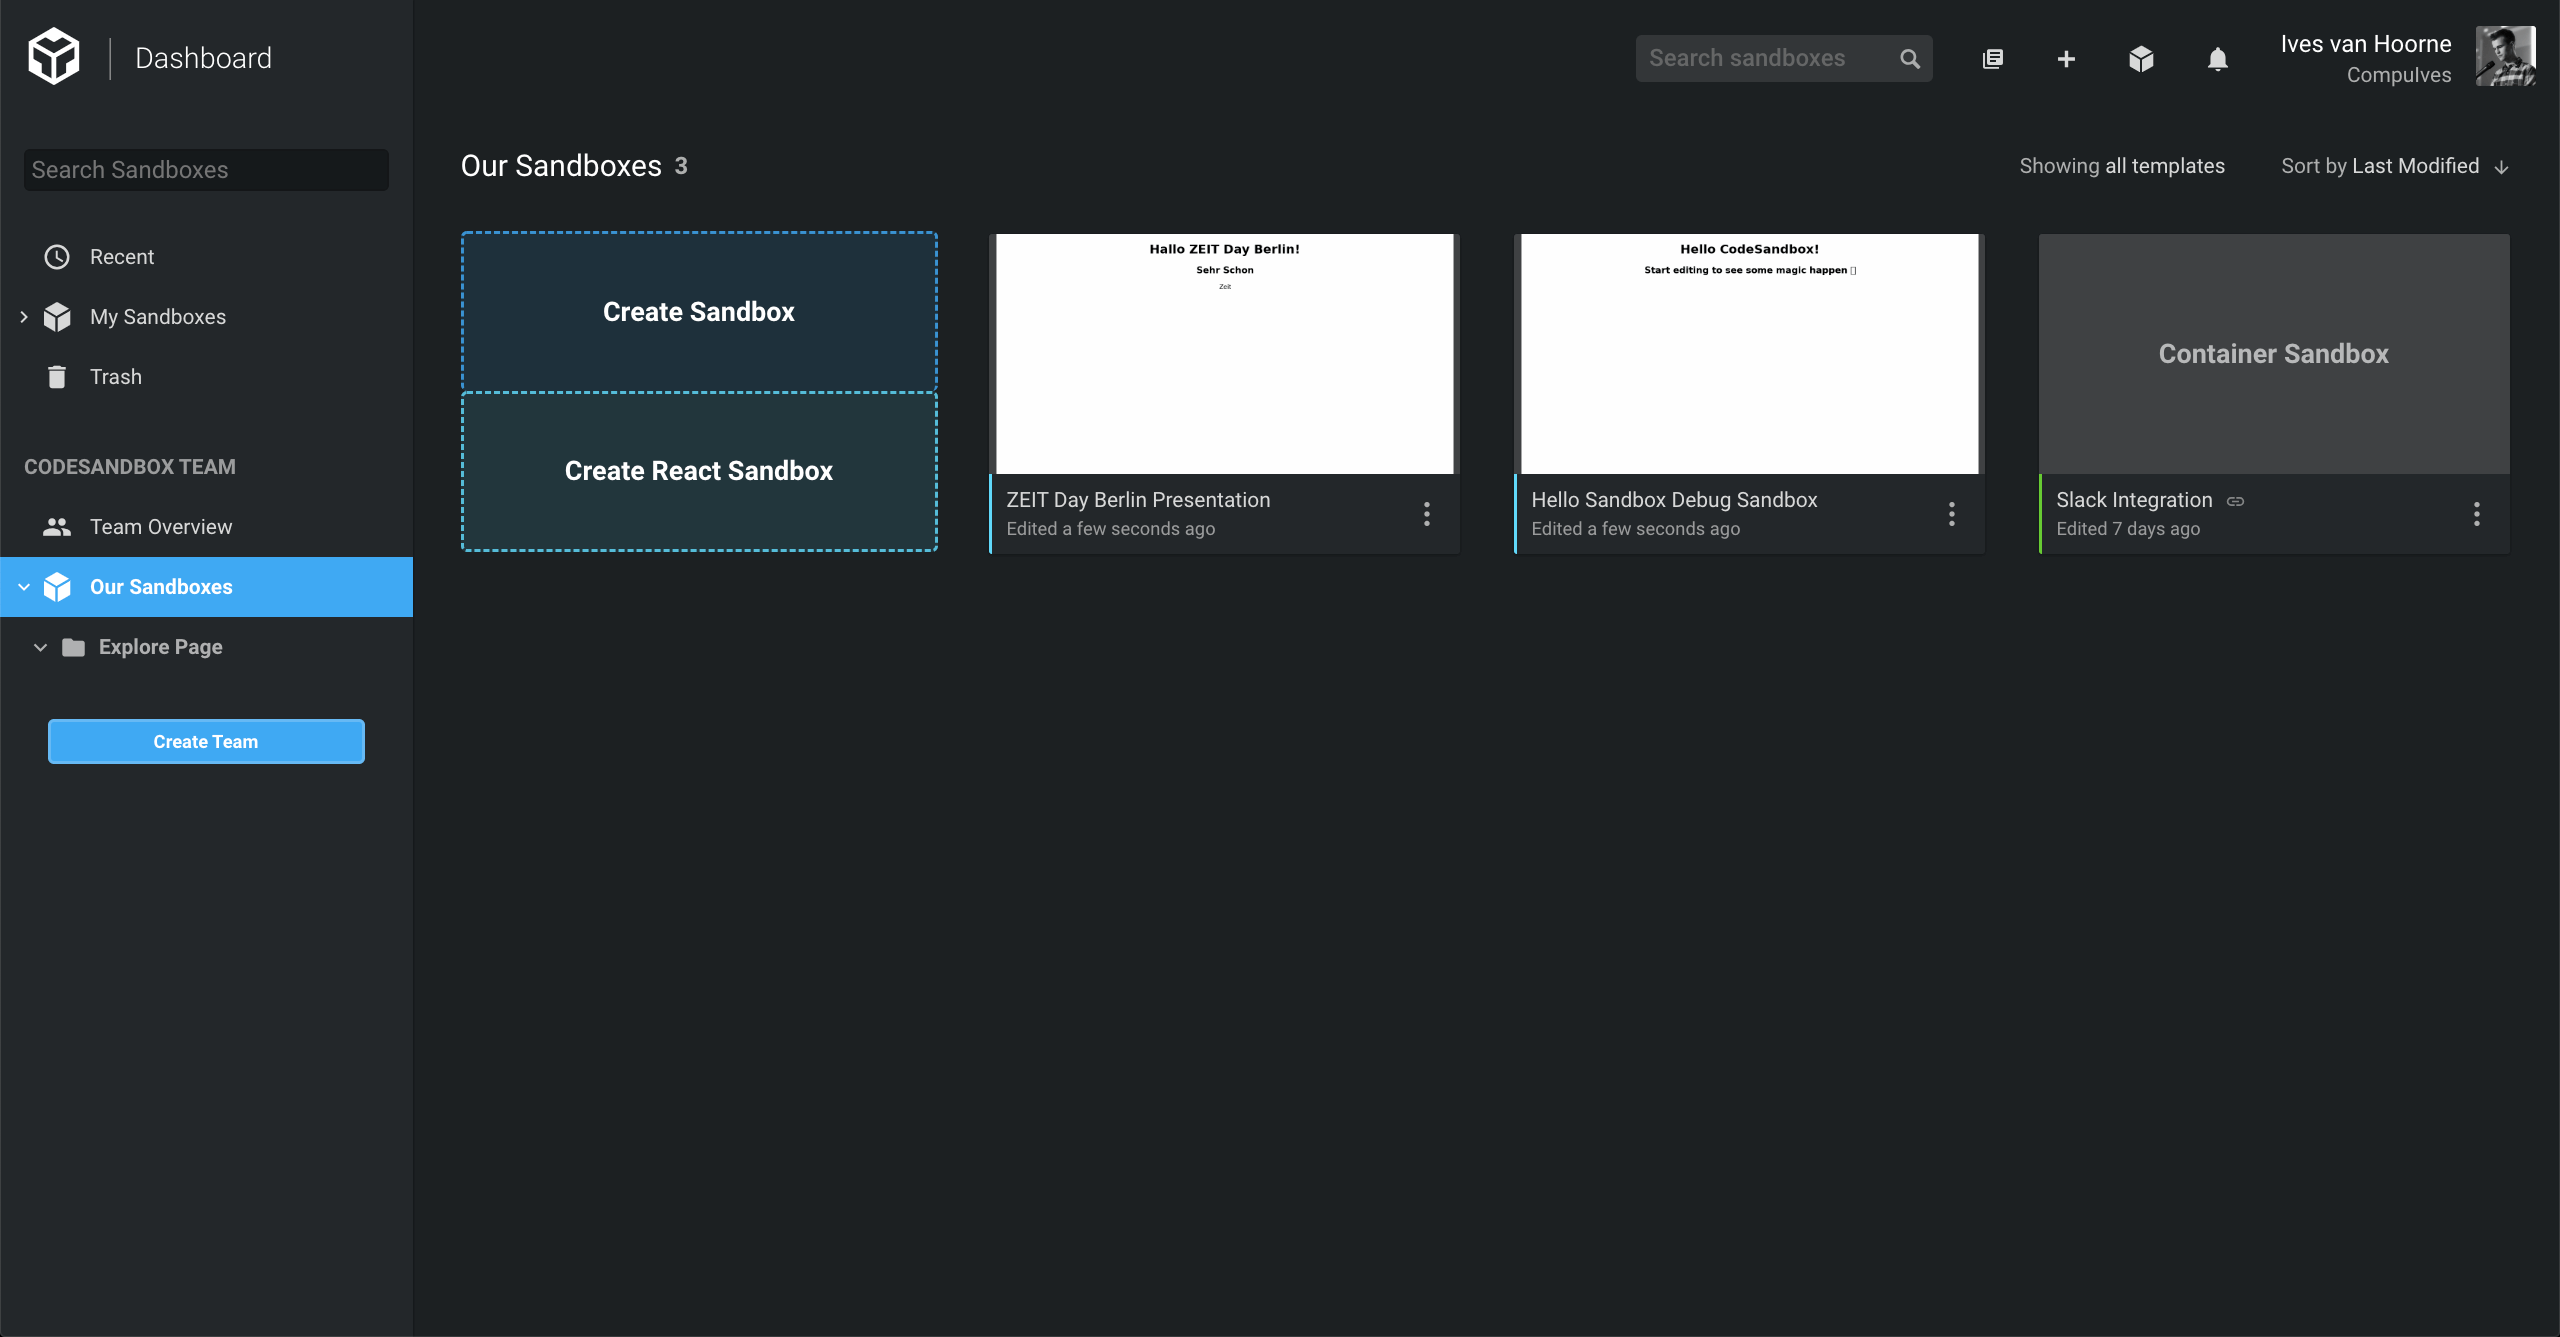 Dashboard
Search sandboxes
Ives van Hoorne
Compulves
Search Sandboxes
Recent
My Sandboxes
Trash
CODESANDBOX TEAM
Team Overview
Our Sandboxes
Explore Page
Create Team
Our Sandboxes 3
Showing all templates
Sort by Last Modified
Create Sandbox
Create React Sandbox
Hallo ZEIT Day Berlin!
Sehr Schon
Zeit
ZEIT Day Berlin Presentation
Edited a few seconds ago
Hello CodeSandbox!
Start editing to see some magic happen
Hello Sandbox Debug Sandbox
Edited a few seconds ago
Container Sandbox
Slack Integration
Edited 7 days ago